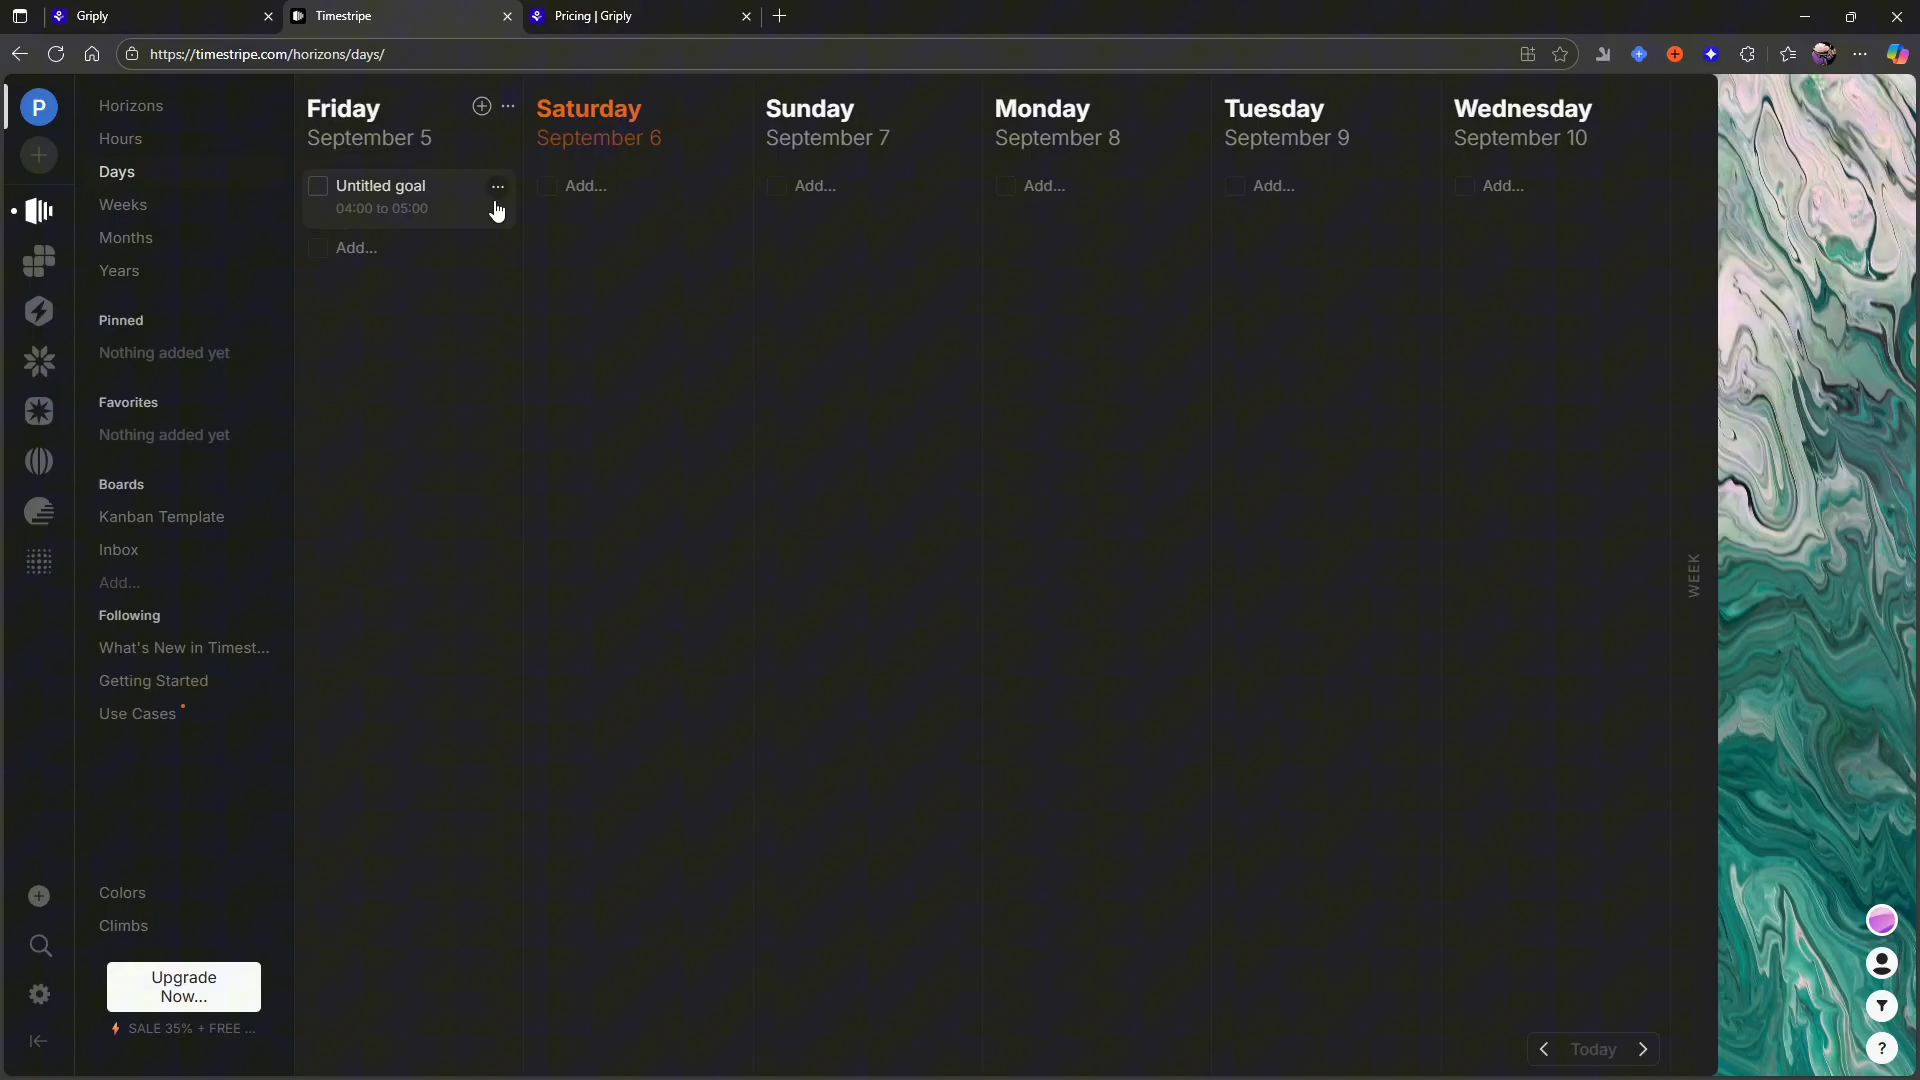 Griply
Timestripe
Pricing | Griply
https://timestripe.com/horizons/days/
P
Horizons
Hours
Days
Weeks
Months
Years
Pinned
Nothing added yet
Favorites
Nothing added yet
Boards
Kanban Template
Inbox
Add...
Following
What's New in Timest...
Getting Started
Use Cases
Colors
Climbs
Upgrade
Now...
SALE 35% + FREE ...
Friday
September 5
Untitled goal
04:00 to 05:00
Add...
Saturday
September 6
Add...
Sunday
September 7
Add...
Monday
September 8
Add...
Tuesday
September 9
Add...
Wednesday
September 10
Add...
WEEK
Today
?